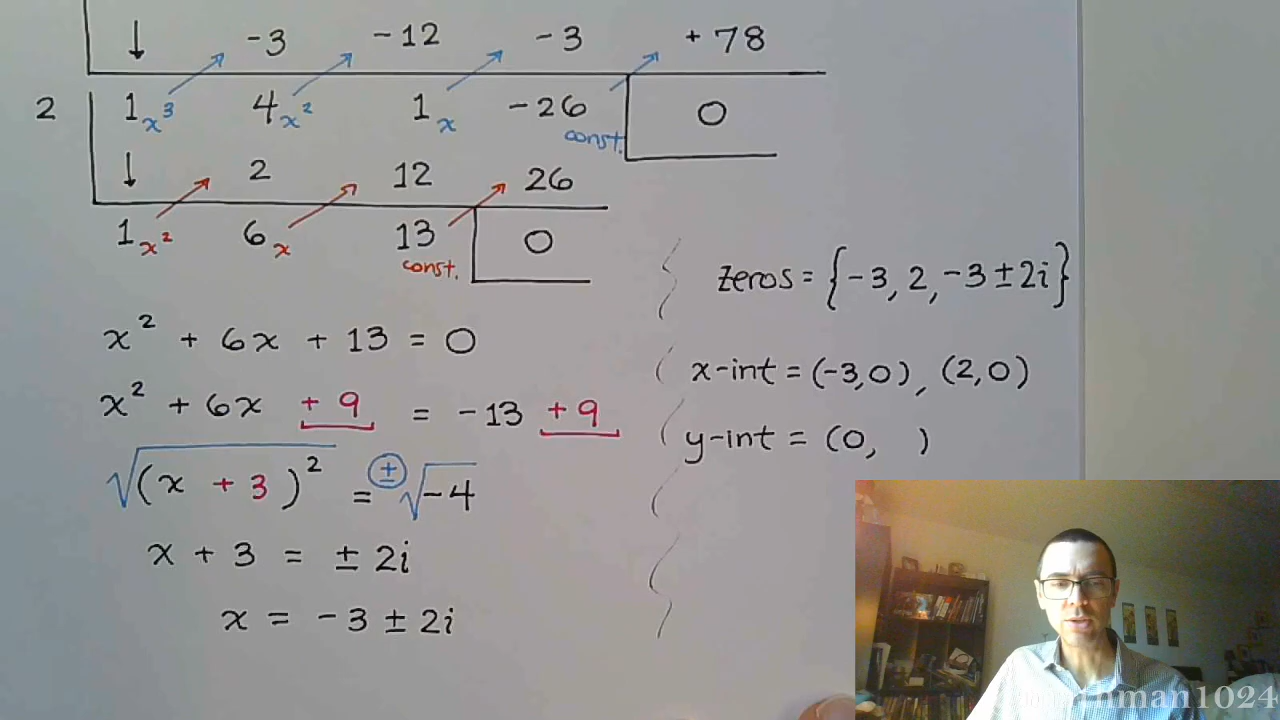 ↓ -3 -12 -3 +78
1x³ 4x² 1x -26 const. 0
2
↓ 2 12 26
1x² 6x 13 const. 0
x² + 6x + 13 = 0
x² + 6x + 9 = -13 + 9
√(x + 3)² = ± √-4
x + 3 = ± 2i
x = -3 ± 2i
zeros = {-3, 2, -3 ± 2i}
x-int = (-3,0), (2,0)
y-int = (0, )